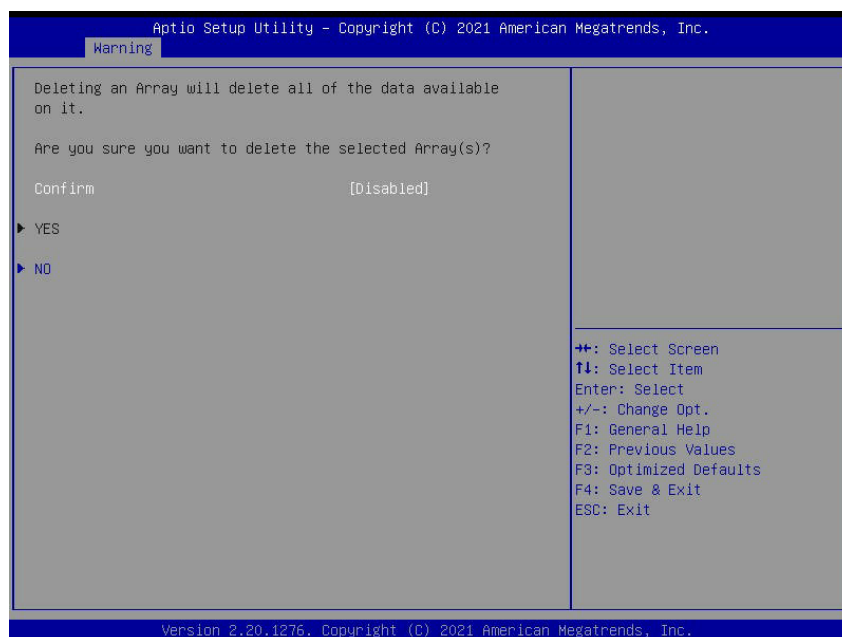 Aptio Setup Utility – Copyright (C) 2021 American Megatrends, Inc.
Warning
Deleting an Array will delete all of the data available
on it.
Are you sure you want to delete the selected Array(s)?
Confirm [Disabled]
▶ YES
▶ NO
→←: Select Screen
↑↓: Select Item
Enter: Select
+/-: Change Opt.
F1: General Help
F2: Previous Values
F3: Optimized Defaults
F4: Save & Exit
ESC: Exit
Version 2.20.1276. Copyright (C) 2021 American Megatrends, Inc.